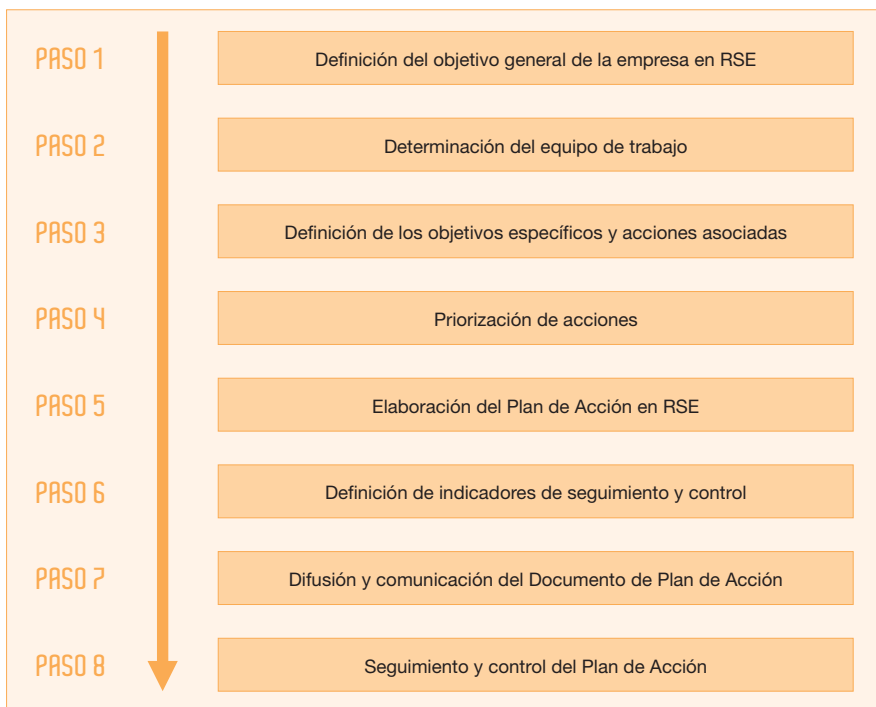 PASO 1
Definición del objetivo general de la empresa en RSE
PASO 2
Determinación del equipo de trabajo
PASO 3
Definición de los objetivos específicos y acciones asociadas
PASO 4
Priorización de acciones
PASO 5
Elaboración del Plan de Acción en RSE
PASO 6
Definición de indicadores de seguimiento y control
PASO 7
Difusión y comunicación del Documento de Plan de Acción
PASO 8
Seguimiento y control del Plan de Acción